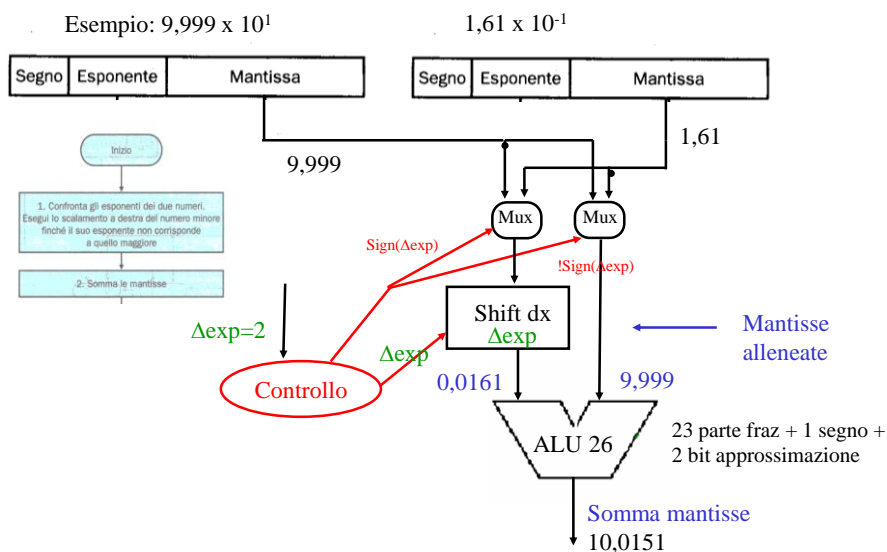 Esempio: 9,999 x 10¹
1,61 x 10⁻¹
Segno Esponente Mantissa
Segno Esponente Mantissa
9,999
1,61
Inizio
1. Confronta gli esponenti dei due numeri.
Esegui lo scalamento a destra del numero minore
finché il suo esponente non corrisponde
a quello maggiore
2. Somma le mantisse
Mux
Mux
Sign(Δexp)
!Sign(Δexp)
Δexp=2
Δexp
Controllo
Shift dx
Δexp
Mantisse
alleneate
0,0161
9,999
ALU 26
23 parte fraz + 1 segno +
2 bit approssimazione
Somma mantisse
10,0151